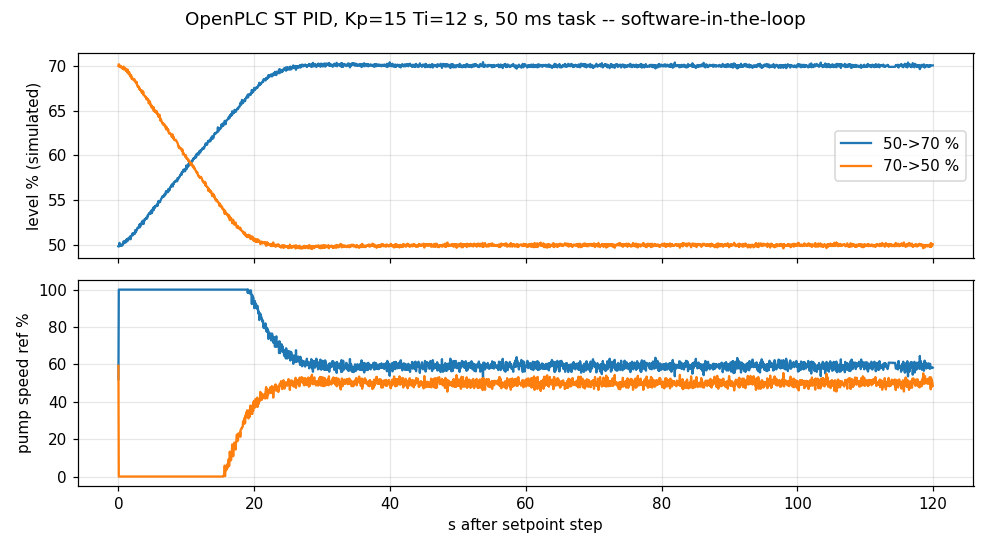 OpenPLC ST PID, Kp=15 Ti=12 s, 50 ms task -- software-in-the-loop
level % (simulated)
70
65
60
55
50
50->70 %
70->50 %
pump speed ref %
100
80
60
40
20
0
0 20 40 60 80 100 120
s after setpoint step